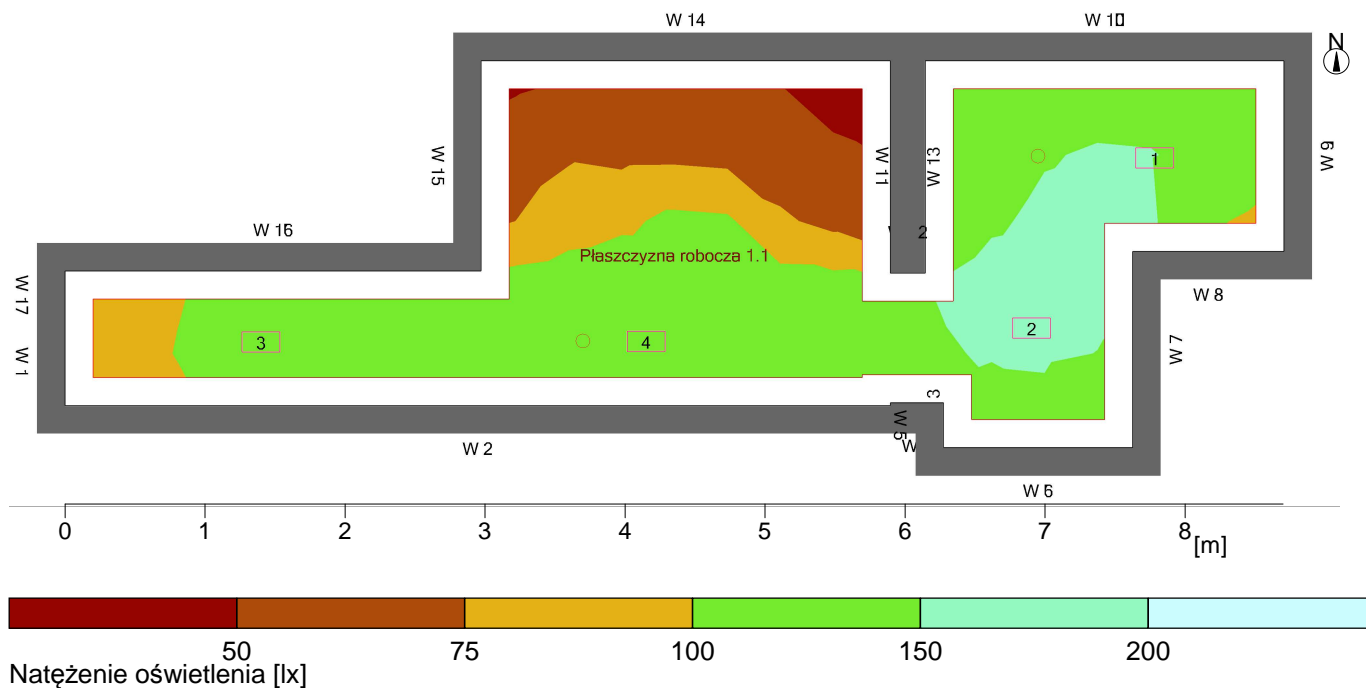 W 14
W 10
N
W 15
W 11
W 13
1
W 9
W 16
2
Płaszczyzna robocza 1.1
W 17
W 8
3
4
2
W 1
W 7
3
W 5
W
W 2
W 6
0 1 2 3 4 5 6 7 8
[m]
50 75 100 150 200
Natężenie oświetlenia [lx]